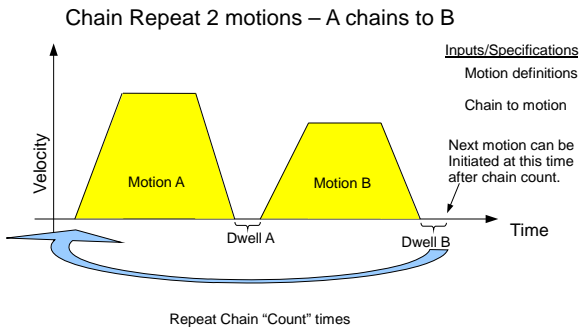 Chain Repeat 2 motions – A chains to B
Inputs/Specifications
Motion definitions
Chain to motion
Next motion can be
Initiated at this time
after chain count.
Velocity
Motion A
Motion B
Dwell A
Dwell B
Time
Repeat Chain “Count” times